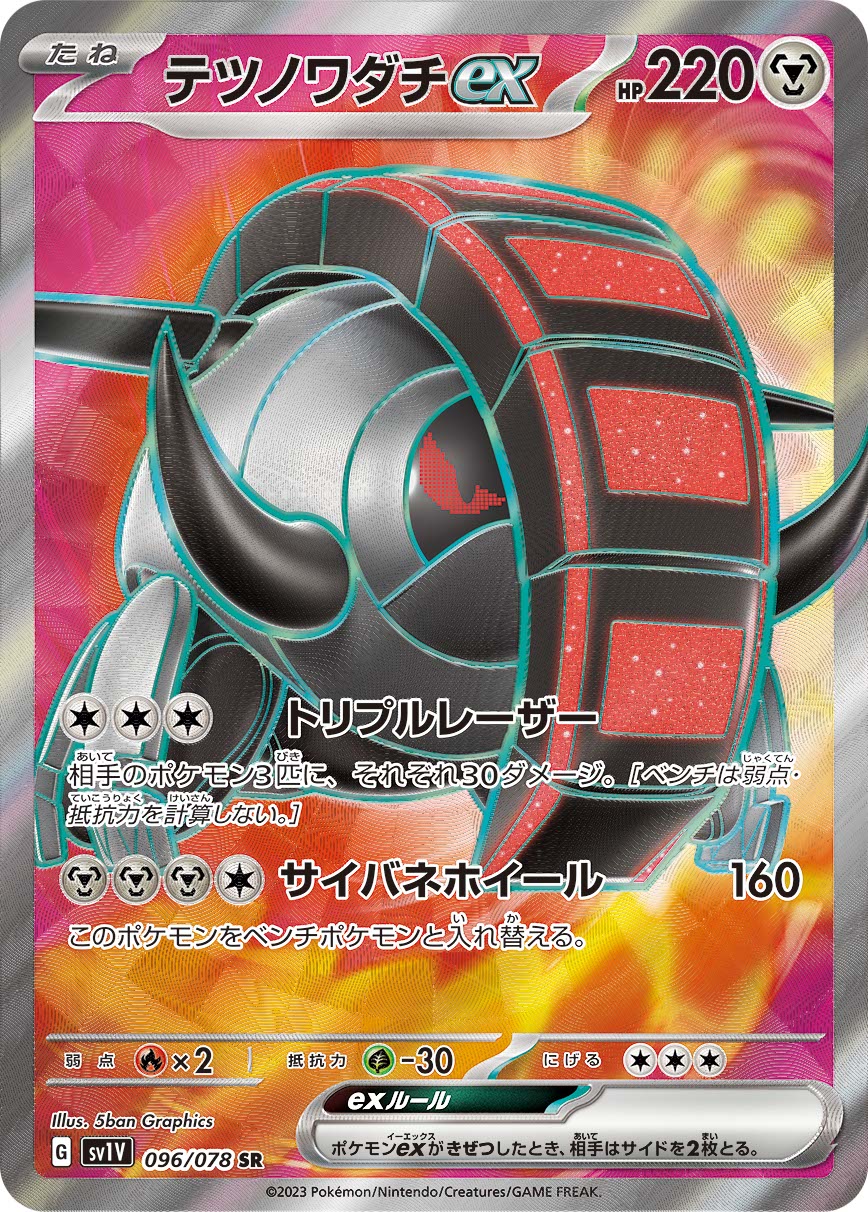 たね テツノワダチex HP220
トリプルレーザー
相手のポケモン3匹に、それぞれ30ダメージ。[ベンチは弱点・
抵抗力を計算しない。]
サイバネホイール 160
このポケモンをベンチポケモンと入れ替える。
弱点 ×2 抵抗力 -30 にげる
exルール
ポケモンexがきぜつしたとき、相手はサイドを2枚とる。
Illus. 5ban Graphics
G sv1V 096/078 SR
©2023 Pokémon/Nintendo/Creatures/GAME FREAK.